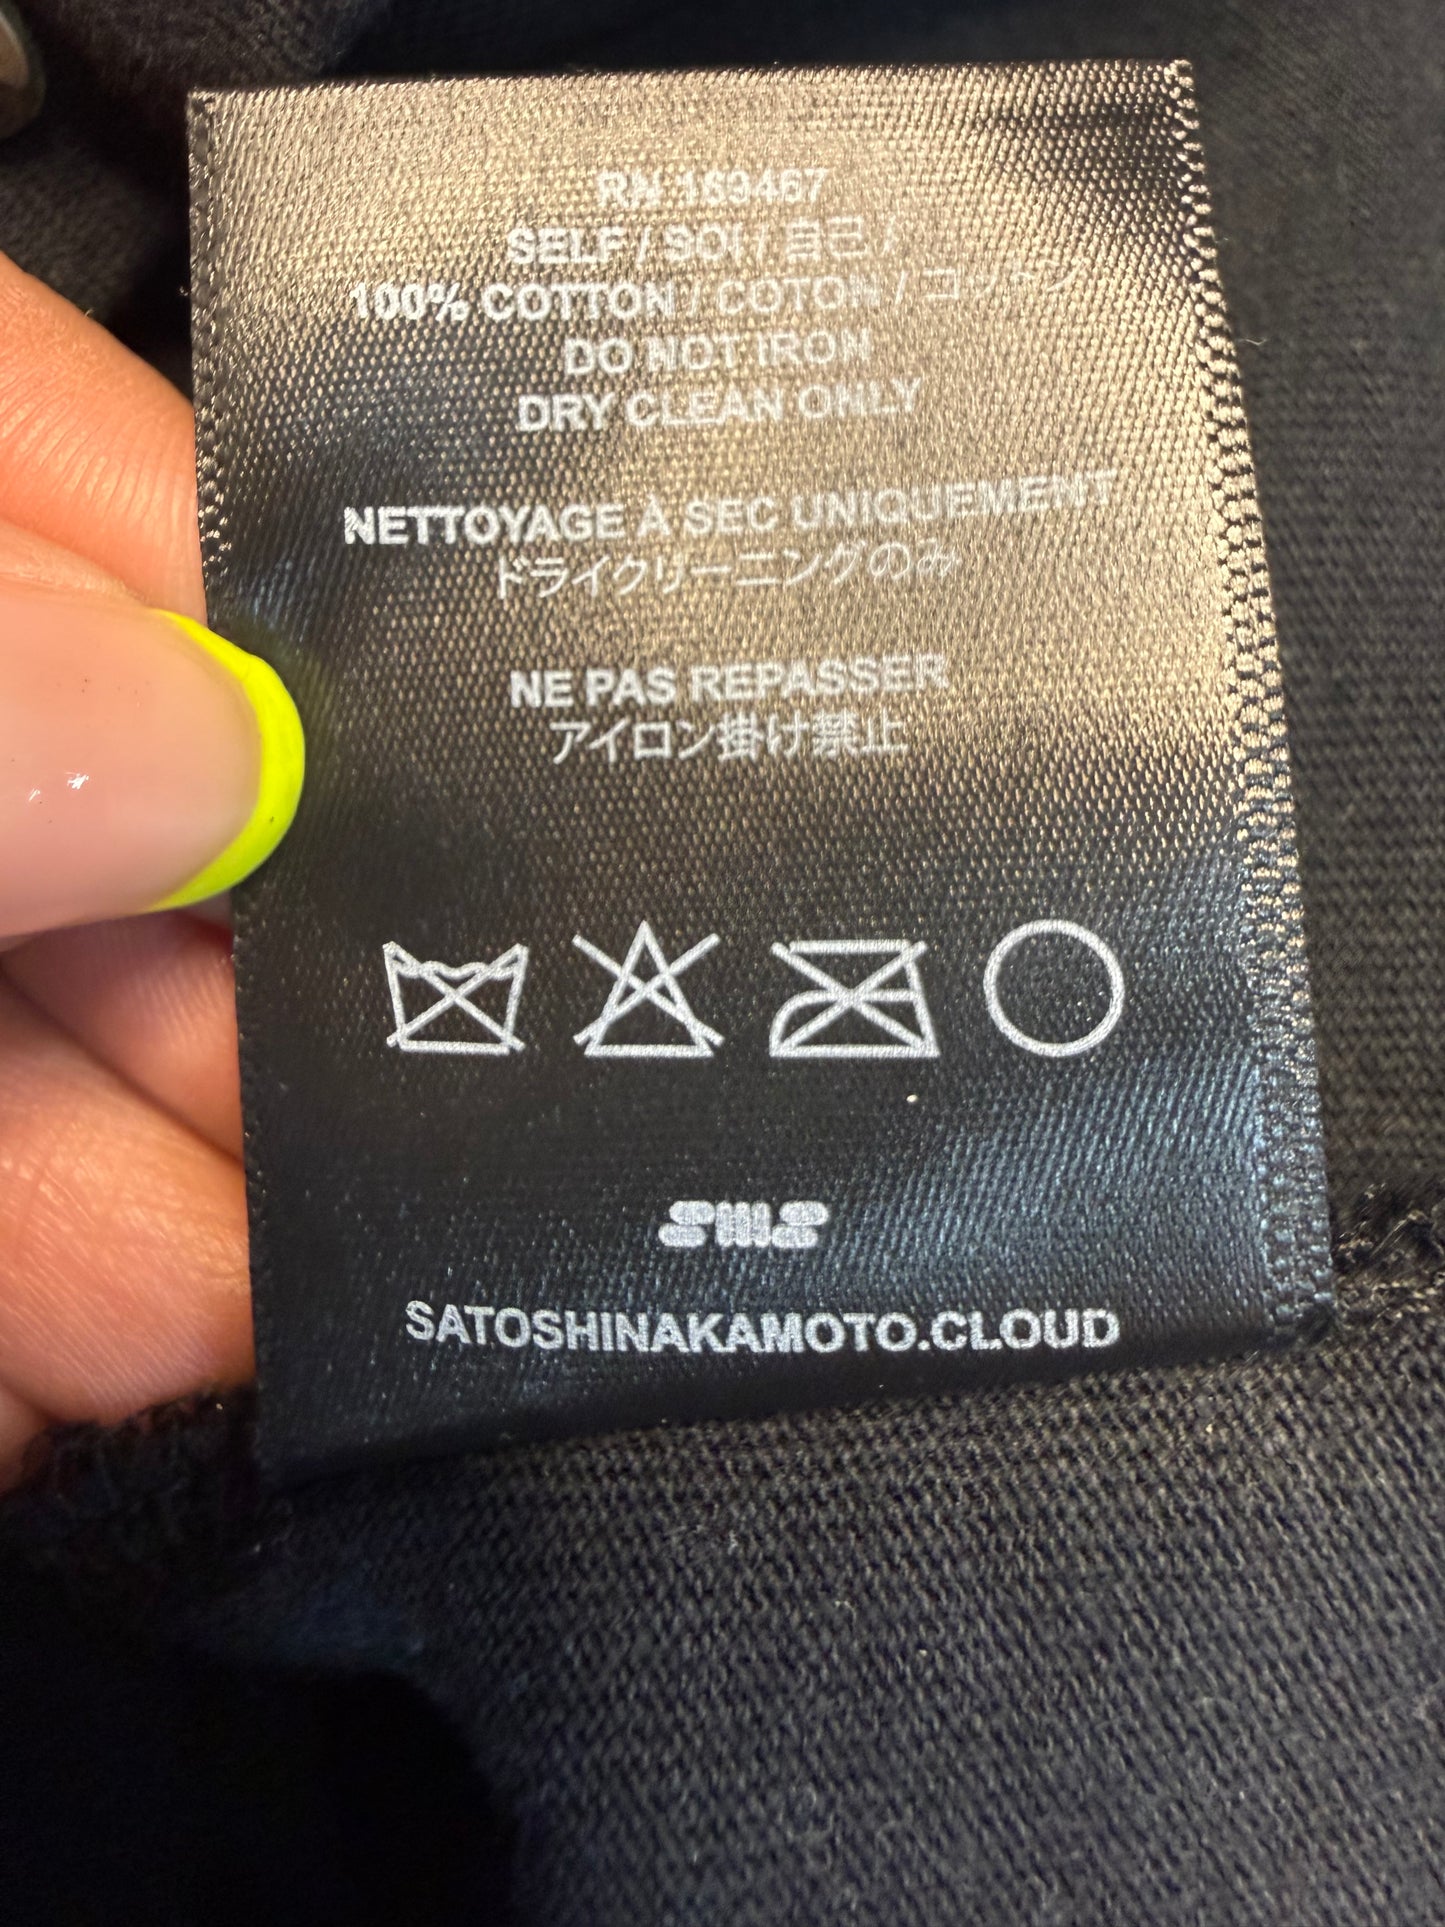 RN 159467
SELF / SOI / 自己 /
100% COTTON / COTON / コットン
DO NOT IRON
DRY CLEAN ONLY
NETTOYAGE À SEC UNIQUEMENT
ドライクリーニングのみ
NE PAS REPASSER
アイロン掛け禁止
SATOSHINAKAMOTO.CLOUD